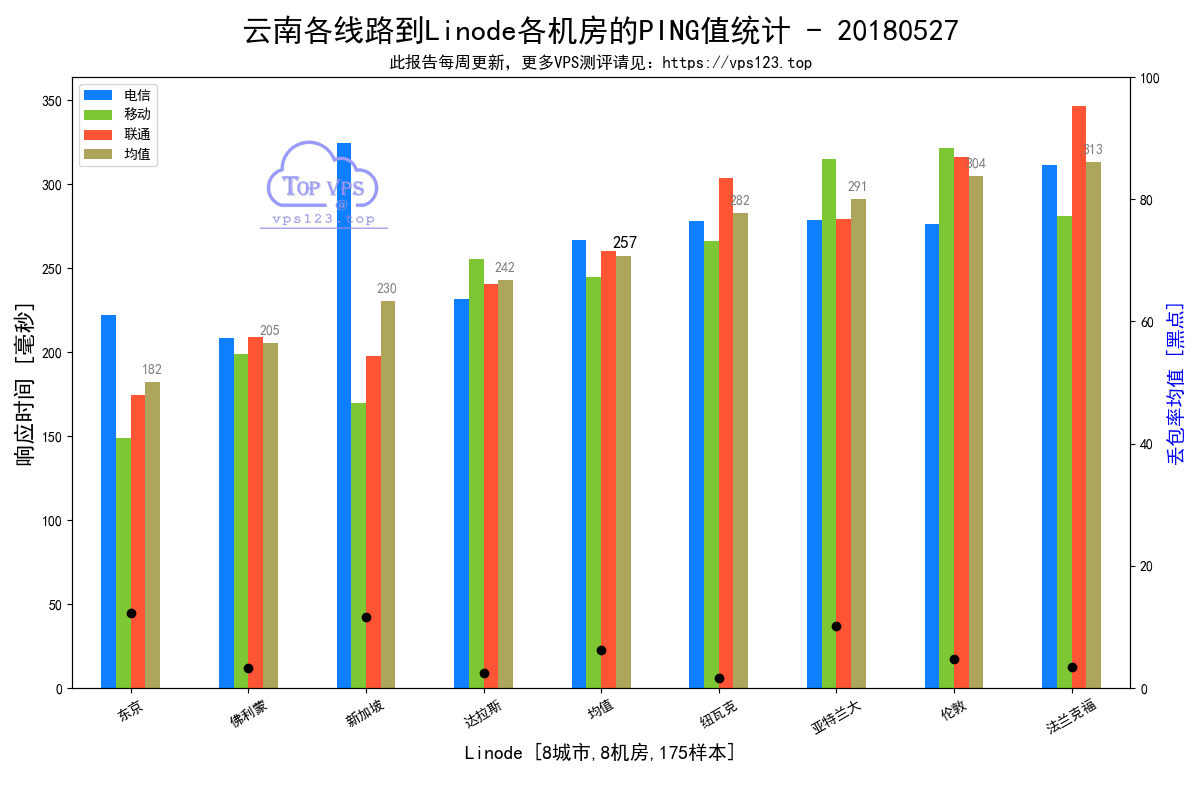 云南各线路到Linode各机房的PING值统计 - 20180527
此报告每周更新，更多VPS测评请见：https://vps123.top
电信
移动
联通
均值
TOP VPS
@
vps123.top
响应时间 [毫秒]
350
300
250
200
150
100
50
0
182
205
230
242
257
282
291
304
313
100
80
60
40
20
0
丢包率均值 [黑点]
东京
佛利蒙
新加坡
达拉斯
均值
纽瓦克
亚特兰大
伦敦
法兰克福
Linode [8城市,8机房,175样本]